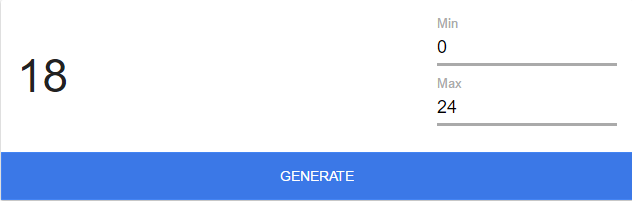 Min
0
18
Max
24
GENERATE